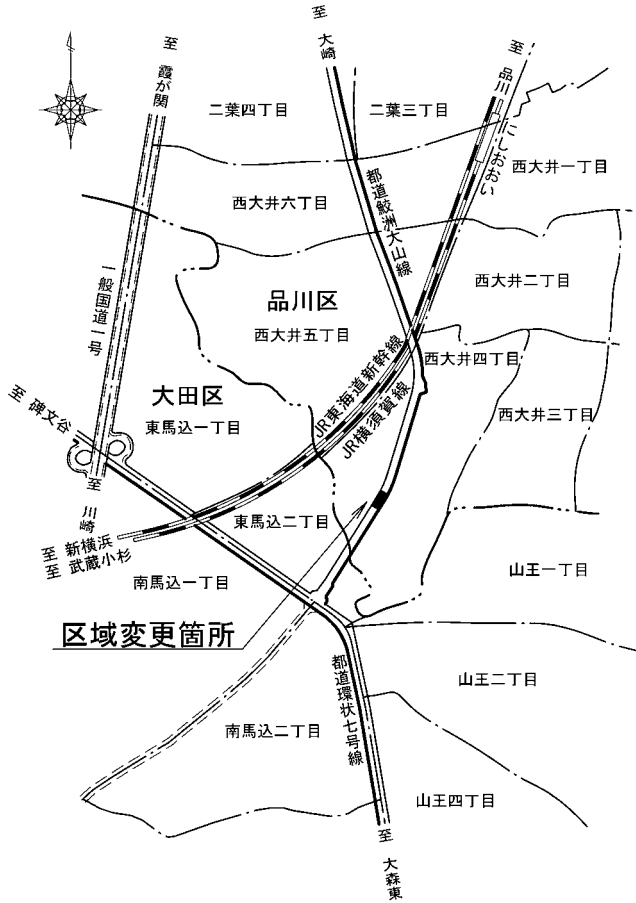 至 大崎
至 霞が関
至 品川
二葉四丁目
二葉三丁目
にしおおい
西大井一丁目
西大井六丁目
都道鮫洲大山線
一般国道一号
品川区
西大井二丁目
西大井五丁目
JR東海道新幹線
西大井四丁目
JR横須賀線
大田区
至 碑文谷
東馬込一丁目
西大井三丁目
至 川崎
東馬込二丁目
至 新横浜
至 武蔵小杉
南馬込一丁目
山王一丁目
区域変更箇所
都道環状七号線
山王二丁目
南馬込二丁目
山王四丁目
至 大森東